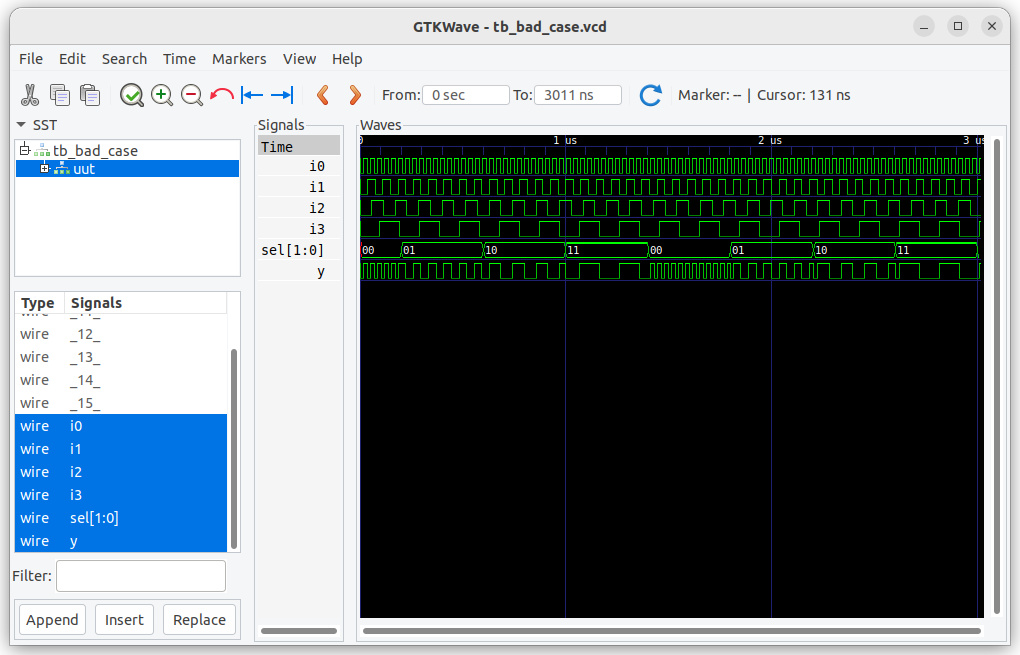 GTKWave - tb_bad_case.vcd
File Edit Search Time Markers View Help
From: 0 sec To: 3011 ns Marker: -- | Cursor: 131 ns
SST
tb_bad_case
uut
Type Signals
wire _12_
wire _13_
wire _14_
wire _15_
wire i0
wire i1
wire i2
wire i3
wire sel[1:0]
wire y
Filter:
Append Insert Replace
Signals
Time
i0
i1
i2
i3
sel[1:0]
y
Waves
0 1 us 2 us 3 us
00 01 10 11 00 01 10 11